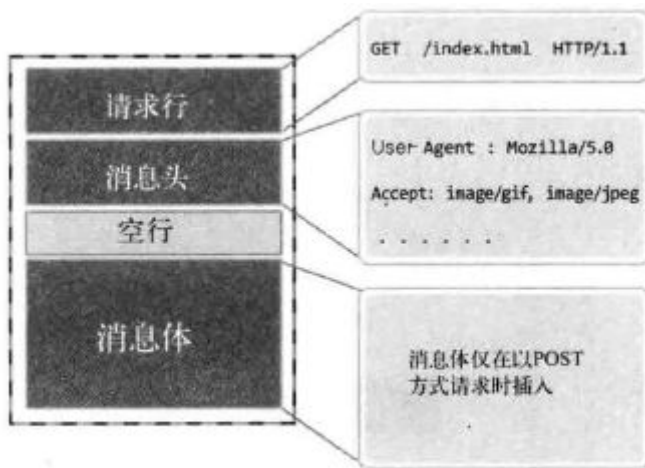 请求行
GET /index.html HTTP/1.1
消息头
User-Agent : Mozilla/5.0
Accept: image/gif, image/jpeg
. . . . . .
空行
消息体
消息体仅在以POST
方式请求时插入